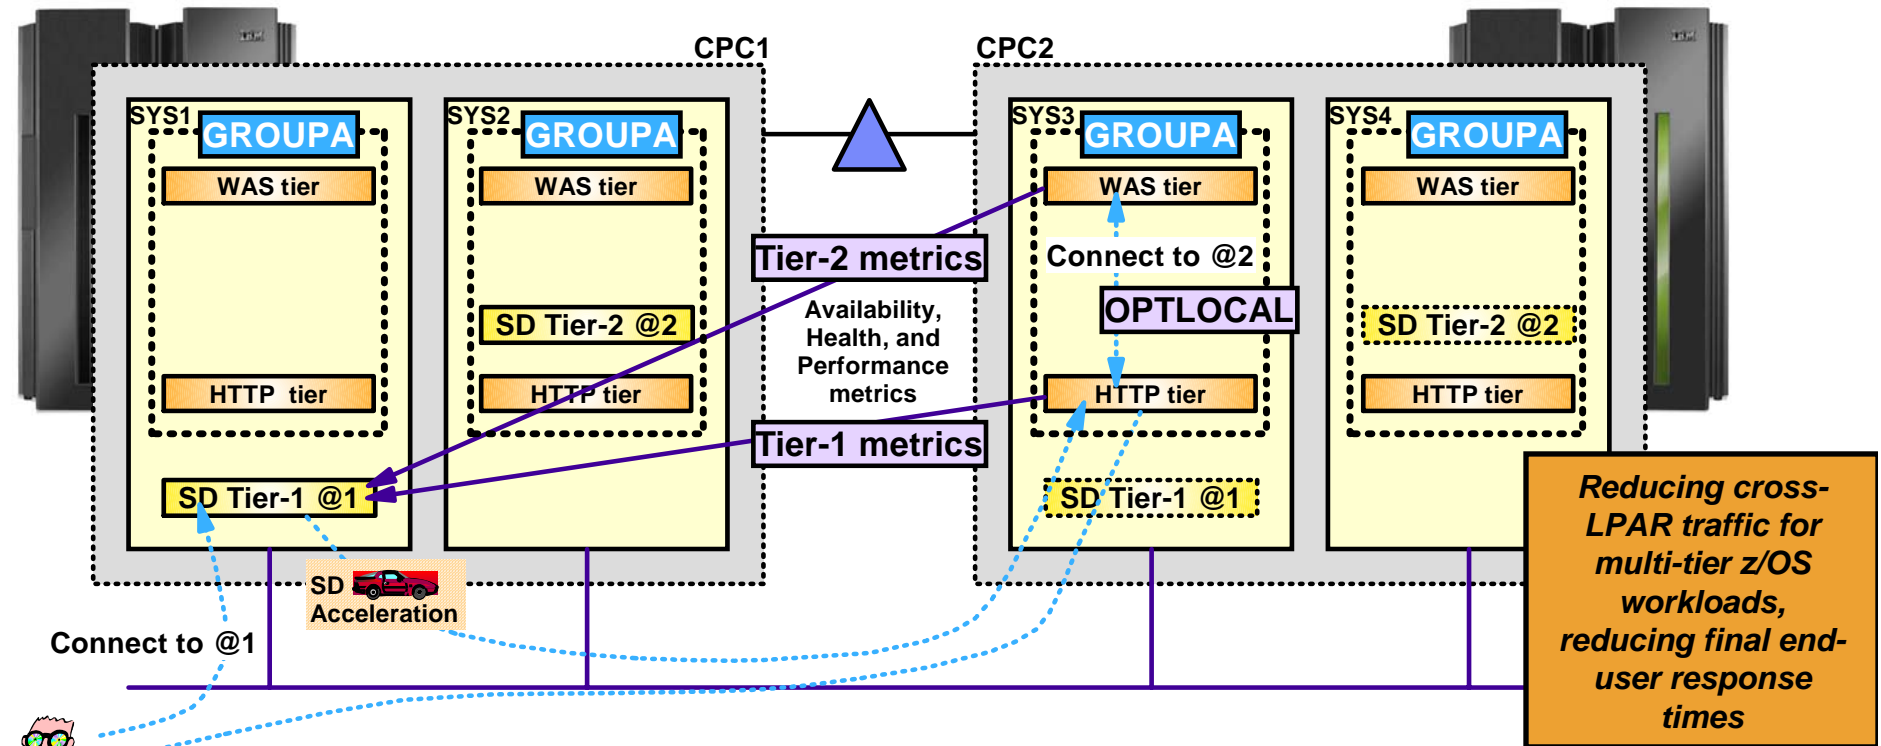 IBM
CPC1
CPC2
IBM
SYS1
GROUPA
WAS tier
HTTP tier
SD Tier-1 @1
SYS2
GROUPA
WAS tier
SD Tier-2 @2
HTTP tier
Tier-2 metrics
Availability,
Health, and
Performance
metrics
Tier-1 metrics
SYS3
GROUPA
WAS tier
Connect to @2
OPTLOCAL
HTTP tier
SD Tier-1 @1
SYS4
GROUPA
WAS tier
SD Tier-2 @2
HTTP tier
SD
Acceleration
Connect to @1
Reducing cross-
LPAR traffic for
multi-tier z/OS
workloads,
reducing final end-
user response
times